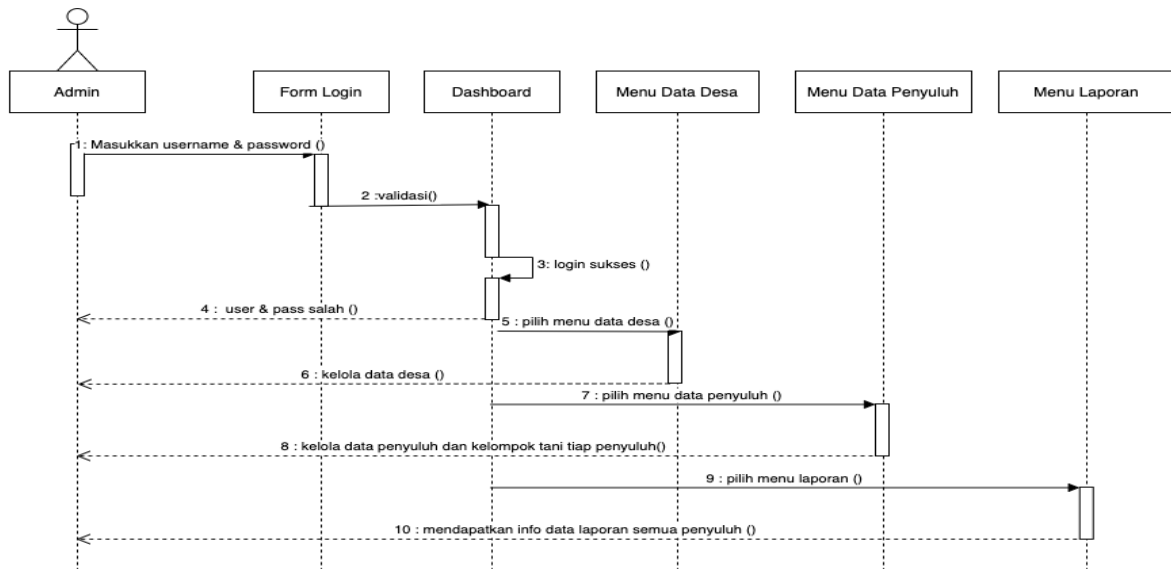 Admin
Form Login
Dashboard
Menu Data Desa
Menu Data Penyuluh
Menu Laporan
1: Masukkan username & password ()
2 :validasi()
3: login sukses ()
4 : user & pass salah ()
5 : pilih menu data desa ()
6 : kelola data desa ()
7 : pilih menu data penyuluh ()
8 : kelola data penyuluh dan kelompok tani tiap penyuluh()
9 : pilih menu laporan ()
10 : mendapatkan info data laporan semua penyuluh ()